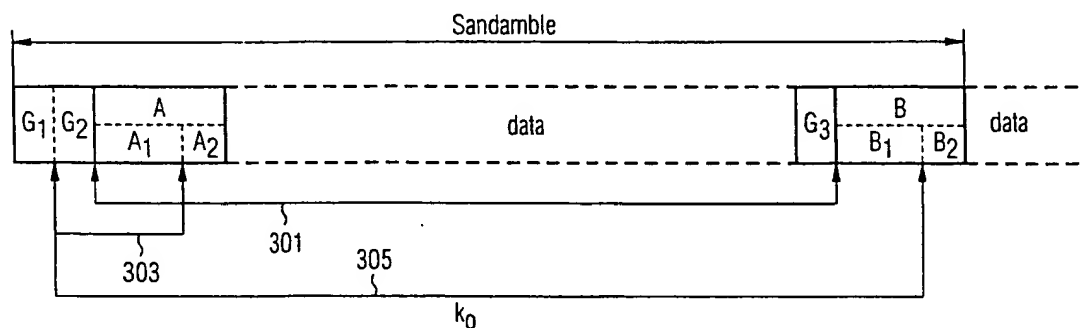 Sandamble
G₁ G₂ A data G₃ B data
A₁ A₂ B₁ B₂
301
303
305
k₀